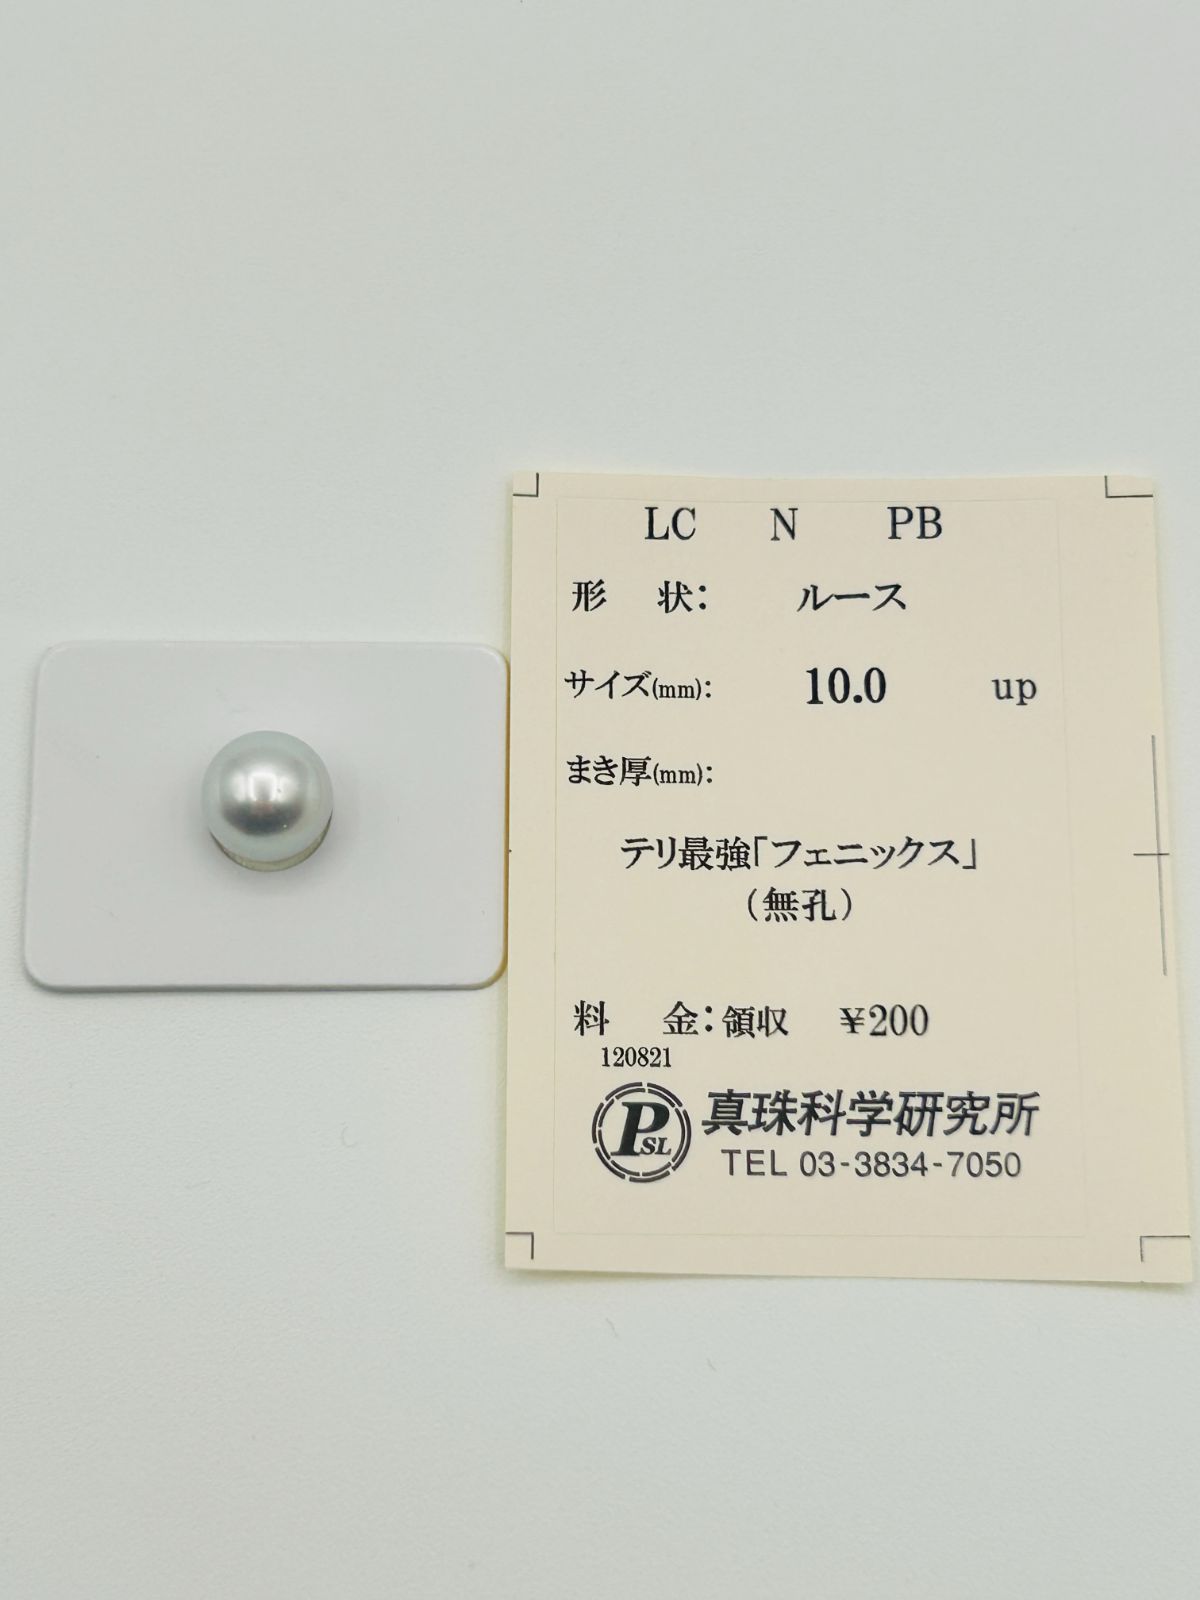 LC N PB
形 状: ルース
サイズ(mm): 10.0 up
まき厚(mm):
テリ最強「フェニックス」
(無孔)
料 金:領収 ¥200
120821
PSL 真珠科学研究所
TEL 03-3834-7050